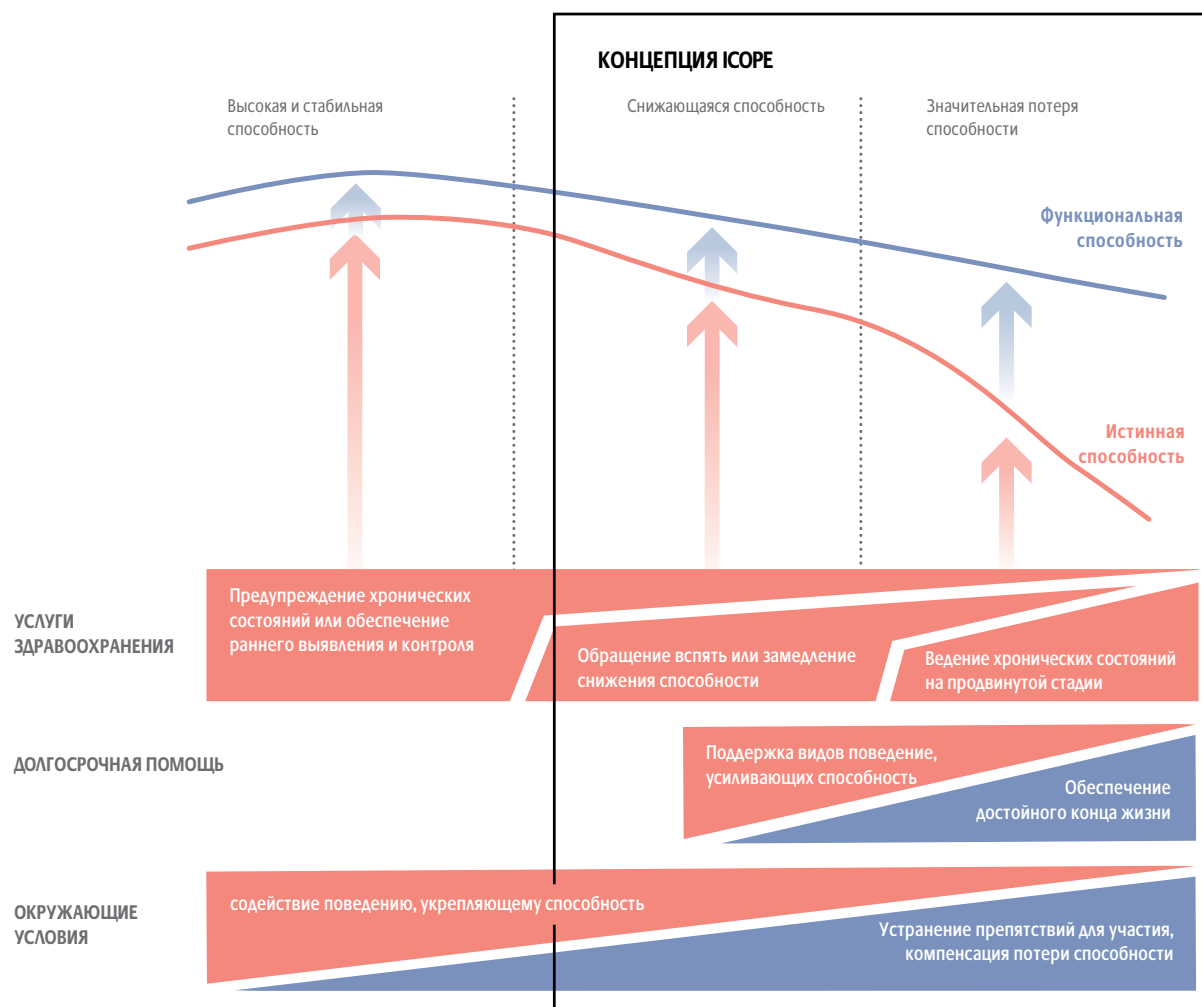 КОНЦЕПЦИЯ ICOPE
Высокая и стабильная
способность
Снижающаяся способность
Значительная потеря
способности
Функциональная
способность
Истинная
способность
УСЛУГИ
ЗДРАВООХРАНЕНИЯ
Предупреждение хронических
состояний или обеспечение
раннего выявления и контроля
Обращение вспять или замедление
снижения способности
Ведение хронических состояний
на продвинутой стадии
ДОЛГОСРОЧНАЯ ПОМОЩЬ
Поддержка видов поведение,
усиливающих способность
Обеспечение
достойного конца жизни
ОКРУЖАЮЩИЕ
УСЛОВИЯ
содействие поведению, укрепляющему способность
Устранение препятствий для участия,
компенсация потери способности